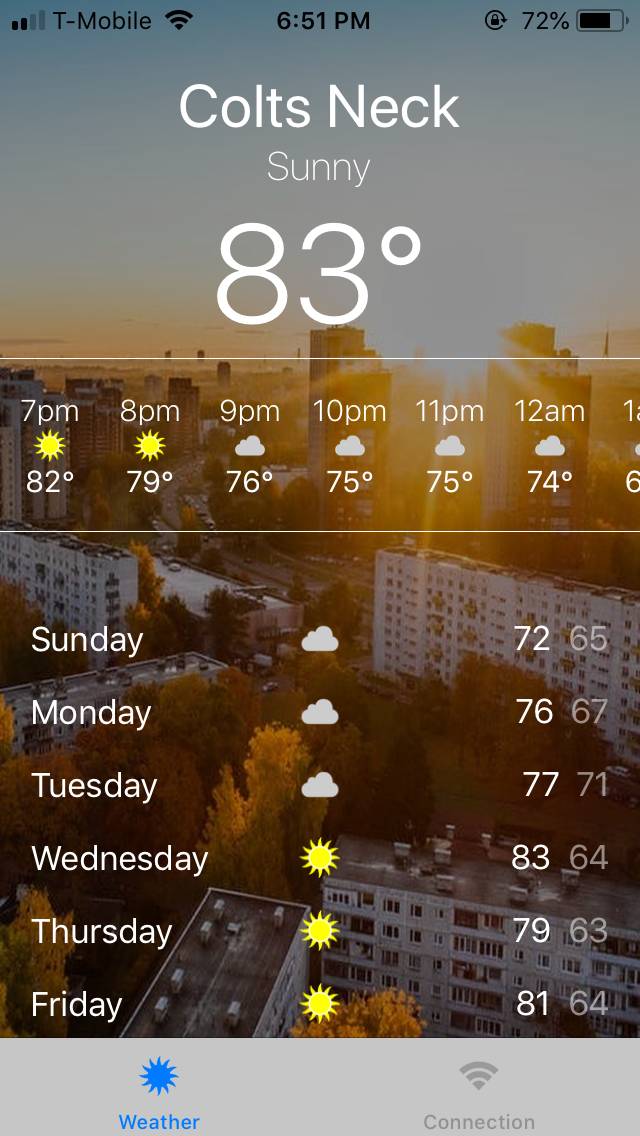 T-Mobile 6:51 PM 72%
Colts Neck
Sunny
83°
7pm 8pm 9pm 10pm 11pm 12am 1a
82° 79° 76° 75° 75° 74° 6
Sunday 72 65
Monday 76 67
Tuesday 77 71
Wednesday 83 64
Thursday 79 63
Friday 81 64
Weather Connection